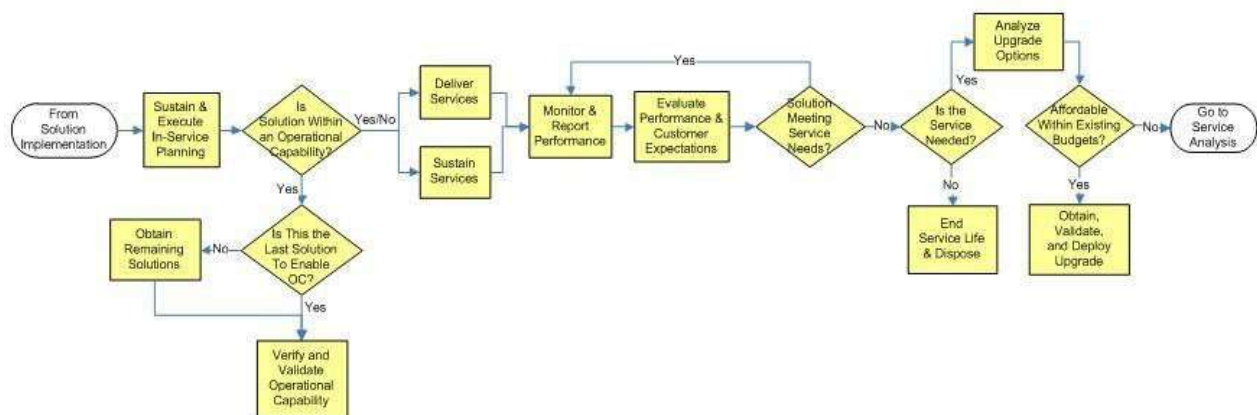 From
Solution
Implementation
Sustain &
Execute
In-Service
Planning
Is
Solution Within
an Operational
Capability?
Yes/No
Deliver
Services
Sustain
Services
Monitor &
Report
Performance
Evaluate
Performance &
Customer
Expectations
Yes
Solution
Meeting
Service
Needs?
No
Is the
Service
Needed?
Yes
Analyze
Upgrade
Options
Affordable
Within Existing
Budgets?
No
Go to
Service
Analysis
No
End
Service Life
& Dispose
Yes
Obtain,
Validate,
and Deploy
Upgrade
Yes
Is This the
Last Solution
To Enable
OC?
No
Obtain
Remaining
Solutions
Yes
Verify and
Validate
Operational
Capability